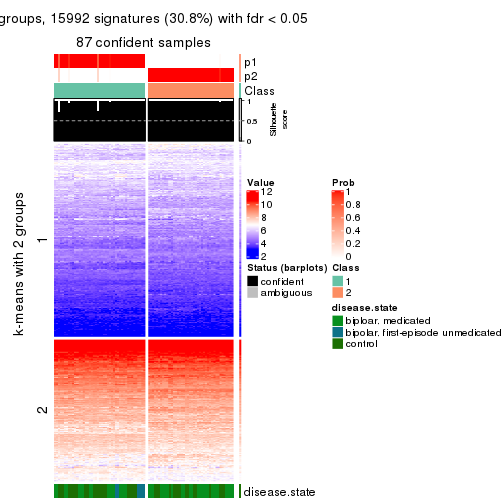 groups, 15992 signatures (30.8%) with fdr < 0.05
87 confident samples
p1
p2
Class
1
0.5
0
Silhouette
score
k-means with 2 groups
1
2
Value
12
10
8
6
4
2
Prob
1
0.8
0.6
0.4
0.2
0
Status (barplots)
confident
ambiguous
Class
1
2
disease.state
biploar. medicated
bipolar. first-episode unmedicated
control
disease.state